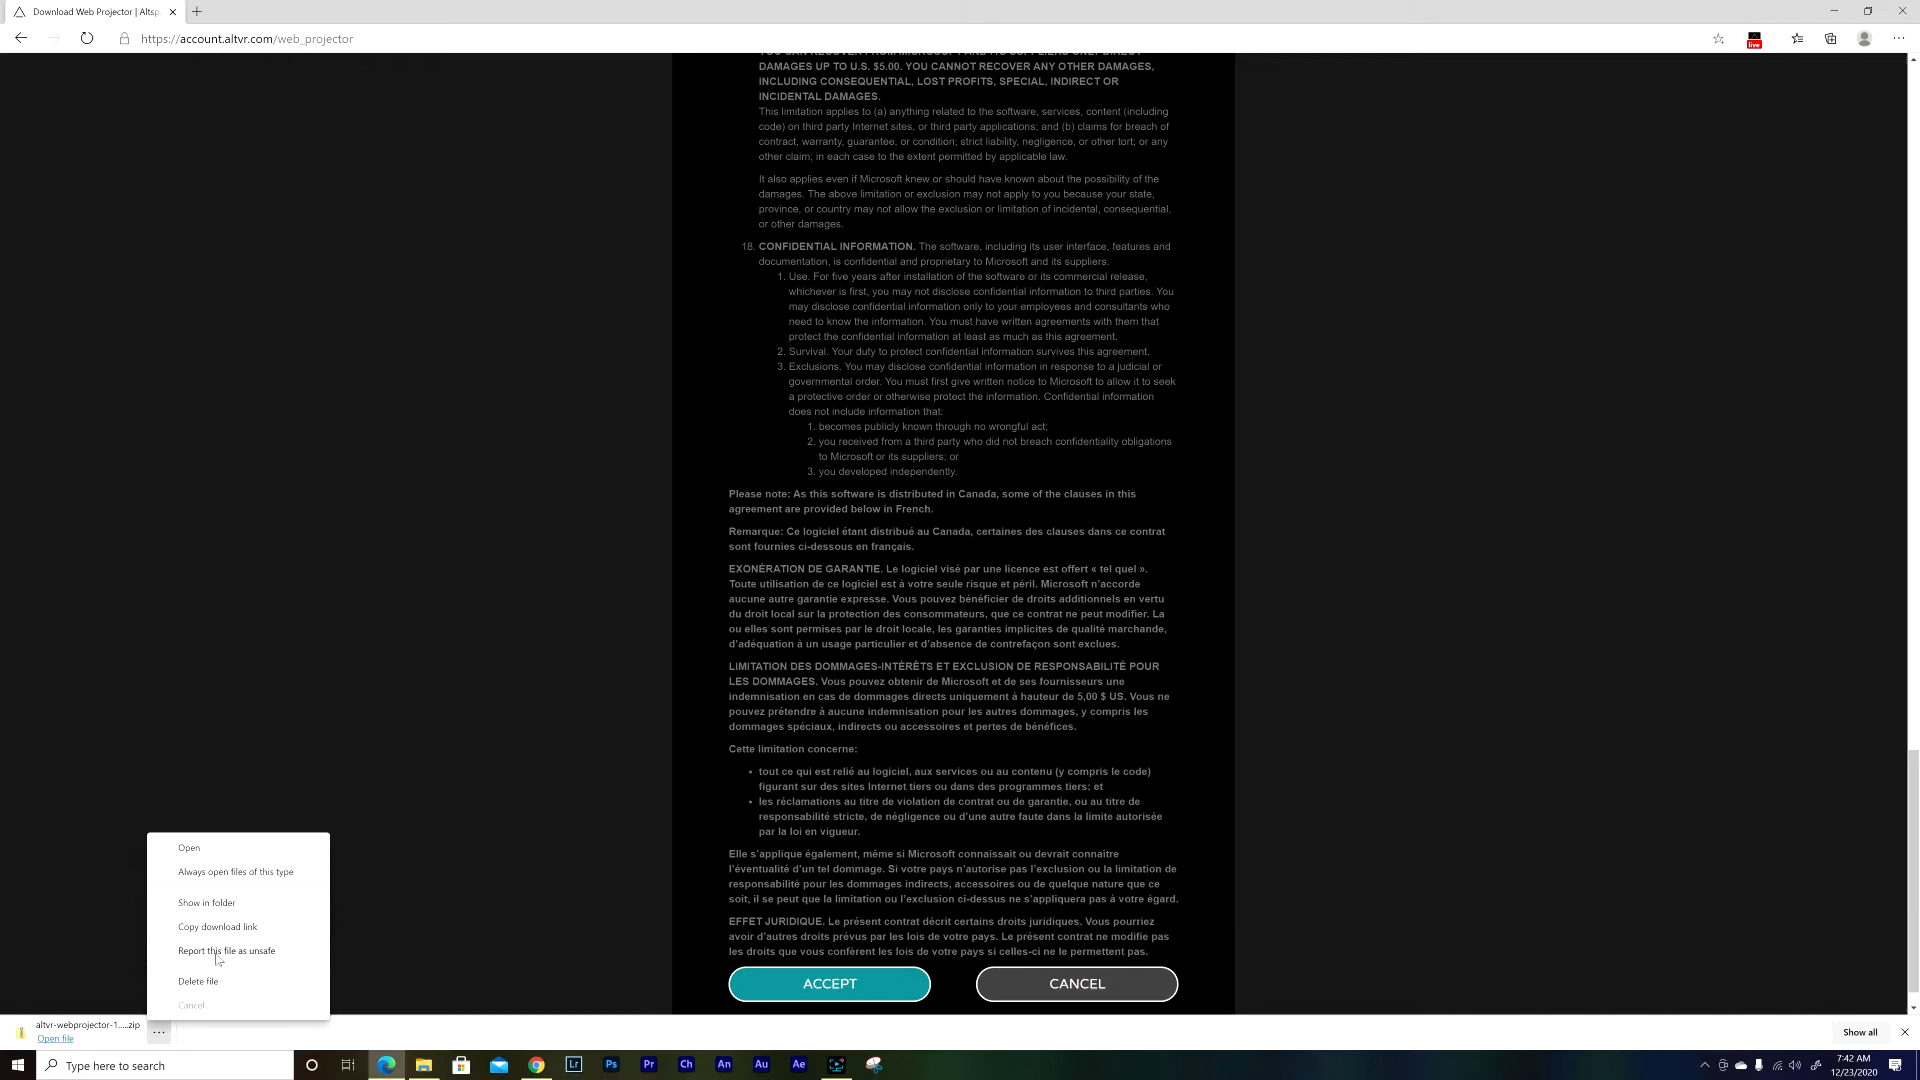 Download Web Projector | Altsp
https://account.altvr.com/web_projector
live
YOU CAN RECOVER FROM MICROSOFT AND ITS SUPPLIERS ONLY DIRECT
DAMAGES UP TO U.S. $5.00. YOU CANNOT RECOVER ANY OTHER DAMAGES,
INCLUDING CONSEQUENTIAL, LOST PROFITS, SPECIAL, INDIRECT OR
INCIDENTAL DAMAGES.
This limitation applies to (a) anything related to the software, services, content (including
code) on third party Internet sites, or third party applications; and (b) claims for breach of
contract, warranty, guarantee, or condition; strict liability, negligence, or other tort; or any
other claim; in each case to the extent permitted by applicable law.
It also applies even if Microsoft knew or should have known about the possibility of the
damages. The above limitation or exclusion may not apply to you because your state,
province, or country may not allow the exclusion or limitation of incidental, consequential,
or other damages.
18. CONFIDENTIAL INFORMATION. The software, including its user interface, features and
documentation, is confidential and proprietary to Microsoft and its suppliers.
1. Use. For five years after installation of the software or its commercial release,
whichever is first, you may not disclose confidential information to third parties. You
may disclose confidential information only to your employees and consultants who
need to know the information. You must have written agreements with them that
protect the confidential information at least as much as this agreement.
2. Survival. Your duty to protect confidential information survives this agreement.
3. Exclusions. You may disclose confidential information in response to a judicial or
governmental order. You must first give written notice to Microsoft to allow it to seek
a protective order or otherwise protect the information. Confidential information
does not include information that:
1. becomes publicly known through no wrongful act;
2. you received from a third party who did not breach confidentiality obligations
to Microsoft or its suppliers; or
3. you developed independently.
Please note: As this software is distributed in Canada, some of the clauses in this
agreement are provided below in French.
Remarque: Ce logiciel étant distribué au Canada, certaines des clauses dans ce contrat
sont fournies ci-dessous en français.
EXONÉRATION DE GARANTIE. Le logiciel visé par une licence est offert « tel quel ».
Toute utilisation de ce logiciel est à votre seule risque et péril. Microsoft n'accorde
aucune autre garantie expresse. Vous pouvez bénéficier de droits additionnels en vertu
du droit local sur la protection des consommateurs, que ce contrat ne peut modifier. La
ou elles sont permises par le droit locale, les garanties implicites de qualité marchande,
d'adéquation à un usage particulier et d'absence de contrefaçon sont exclues.
LIMITATION DES DOMMAGES-INTÉRÊTS ET EXCLUSION DE RESPONSABILITÉ POUR
LES DOMMAGES. Vous pouvez obtenir de Microsoft et de ses fournisseurs une
indemnisation en cas de dommages directs uniquement à hauteur de 5,00 $ US. Vous ne
pouvez prétendre à aucune indemnisation pour les autres dommages, y compris les
dommages spéciaux, indirects ou accessoires et pertes de bénéfices.
Cette limitation concerne:
• tout ce qui est relié au logiciel, aux services ou au contenu (y compris le code)
figurant sur des sites Internet tiers ou dans des programmes tiers; et
• les réclamations au titre de violation de contrat ou de garantie, ou au titre de
responsabilité stricte, de négligence ou d'une autre faute dans la limite autorisée
par la loi en vigueur.
Elle s'applique également, même si Microsoft connaissait ou devrait connaître
l'éventualité d'un tel dommage. Si votre pays n'autorise pas l'exclusion ou la limitation de
responsabilité pour les dommages indirects, accessoires ou de quelque nature que ce
soit, il se peut que la limitation ou l'exclusion ci-dessus ne s'appliquera pas à votre égard.
EFFET JURIDIQUE. Le présent contrat décrit certains droits juridiques. Vous pourriez
avoir d'autres droits prévus par les lois de votre pays. Le présent contrat ne modifie pas
les droits que vous confèrent les lois de votre pays si celles-ci ne le permettent pas.
ACCEPT
CANCEL
Open
Always open files of this type
Show in folder
Copy download link
Report this file as unsafe
Delete file
Cancel
altvr-webprojector-1.....zip
Open file
Show all
Type here to search
Lr
Ps
Pr
Ch
An
Au
Ae
7:42 AM
12/23/2020